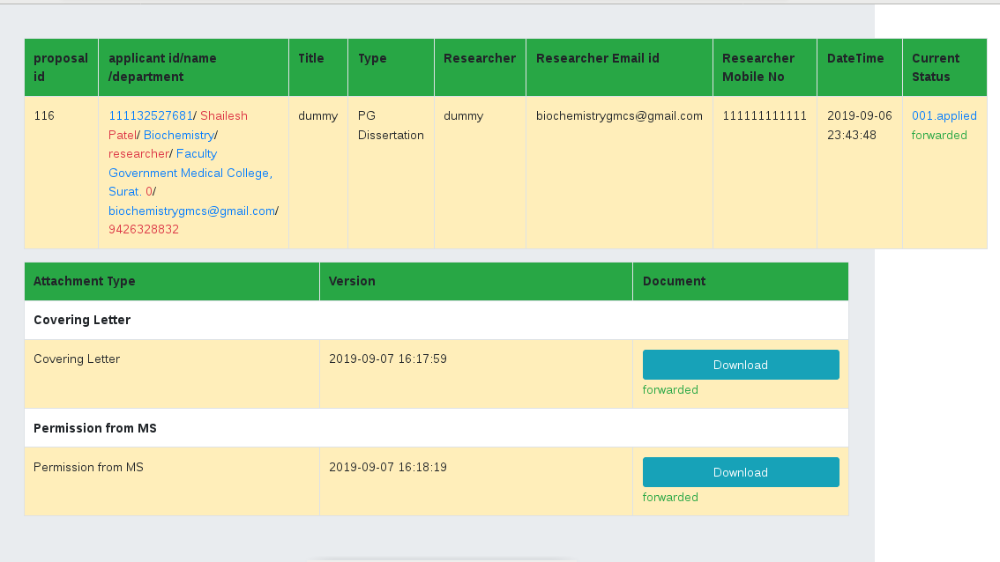 proposal id
applicant id/name /department
Title
Type
Researcher
Researcher Email id
Researcher Mobile No
DateTime
Current Status
116
111132527681/ Shailesh
Patel/ Biochemistry/
researcher/ Faculty
Government Medical College,
Surat. 0/
biochemistrygmcs@gmail.com/
9426328832
dummy
PG
Dissertation
dummy
biochemistrygmcs@gmail.com
111111111111
2019-09-06
23:43:48
001.applied
forwarded
Attachment Type
Version
Document
Covering Letter
Covering Letter
2019-09-07 16:17:59
Download
forwarded
Permission from MS
Permission from MS
2019-09-07 16:18:19
Download
forwarded